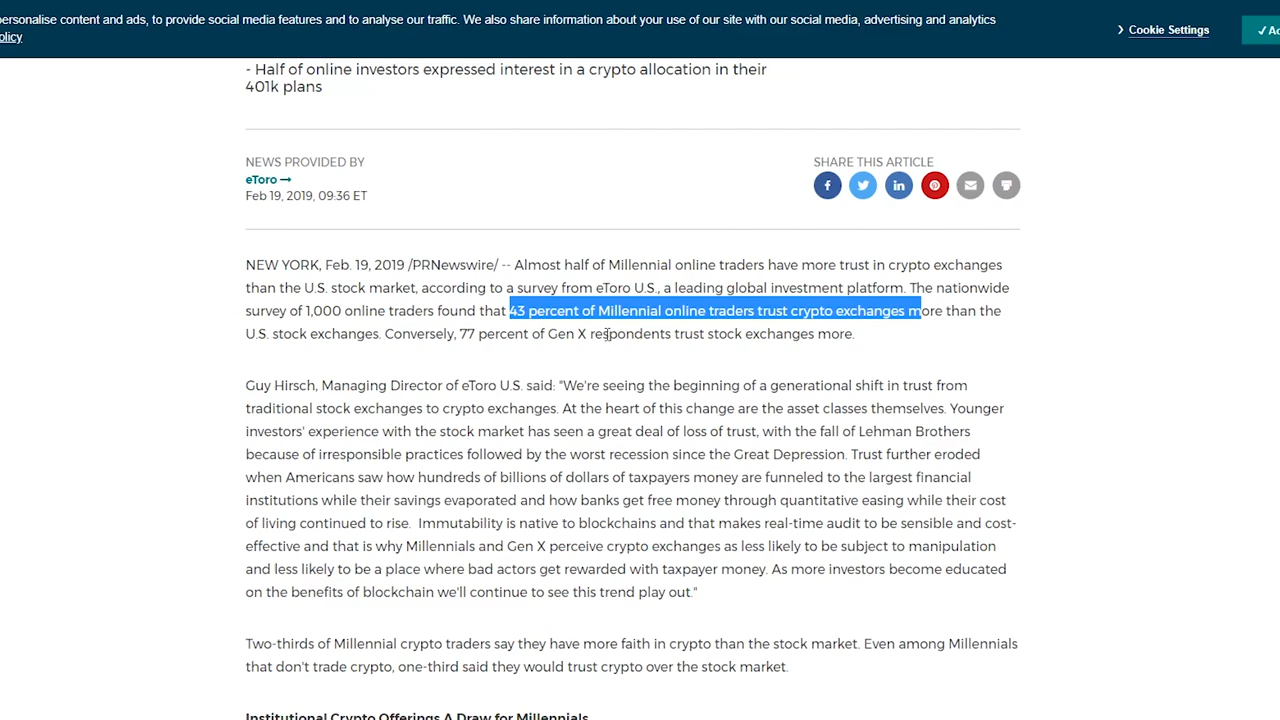 personalise content and ads, to provide social media features and to analyse our traffic. We also share information about your use of our site with our social media, advertising and analytics
olicy
❯ Cookie Settings
✓ Ac
- Half of online investors expressed interest in a crypto allocation in their
401k plans
NEWS PROVIDED BY
eToro →
Feb 19, 2019, 09:36 ET
SHARE THIS ARTICLE
NEW YORK, Feb. 19, 2019 /PRNewswire/ -- Almost half of Millennial online traders have more trust in crypto exchanges
than the U.S. stock market, according to a survey from eToro U.S., a leading global investment platform. The nationwide
survey of 1,000 online traders found that 43 percent of Millennial online traders trust crypto exchanges more than the
U.S. stock exchanges. Conversely, 77 percent of Gen X respondents trust stock exchanges more.
Guy Hirsch, Managing Director of eToro U.S. said: "We're seeing the beginning of a generational shift in trust from
traditional stock exchanges to crypto exchanges. At the heart of this change are the asset classes themselves. Younger
investors' experience with the stock market has seen a great deal of loss of trust, with the fall of Lehman Brothers
because of irresponsible practices followed by the worst recession since the Great Depression. Trust further eroded
when Americans saw how hundreds of billions of dollars of taxpayers money are funneled to the largest financial
institutions while their savings evaporated and how banks get free money through quantitative easing while their cost
of living continued to rise.  Immutability is native to blockchains and that makes real-time audit to be sensible and cost-
effective and that is why Millennials and Gen X perceive crypto exchanges as less likely to be subject to manipulation
and less likely to be a place where bad actors get rewarded with taxpayer money. As more investors become educated
on the benefits of blockchain we'll continue to see this trend play out."
Two-thirds of Millennial crypto traders say they have more faith in crypto than the stock market. Even among Millennials
that don't trade crypto, one-third said they would trust crypto over the stock market.
Institutional Crypto Offerings A Draw for Millennials